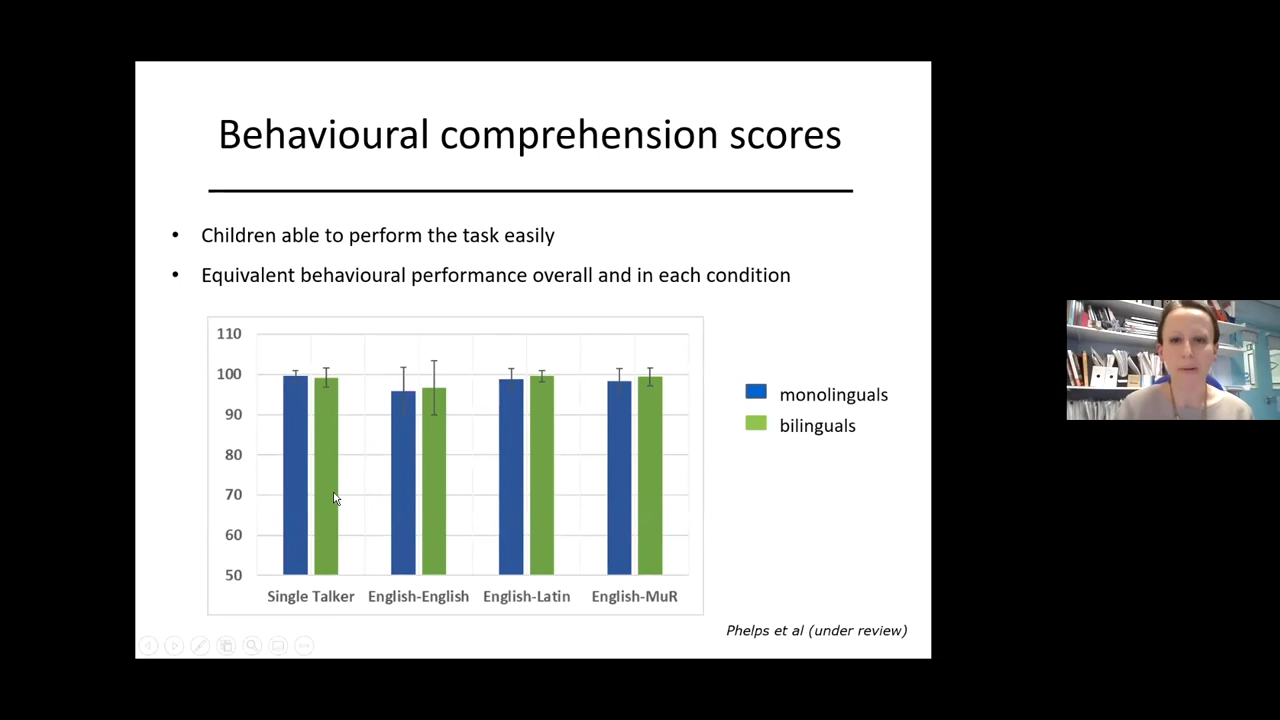 Behavioural comprehension scores
• Children able to perform the task easily
• Equivalent behavioural performance overall and in each condition
110
100
90
80
70
60
50
Single Talker English-English English-Latin English-MuR
monolinguals
bilinguals
Phelps et al (under review)